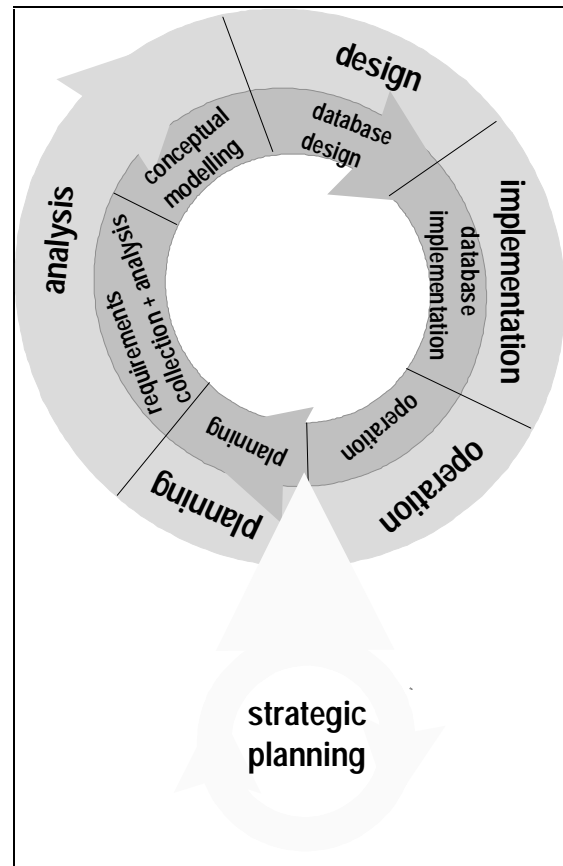 design
database
design
conceptual
modelling
analysis
requirements
collection + analysis
implementation
database
implementation
planning
planning
operation
operation
strategic
planning